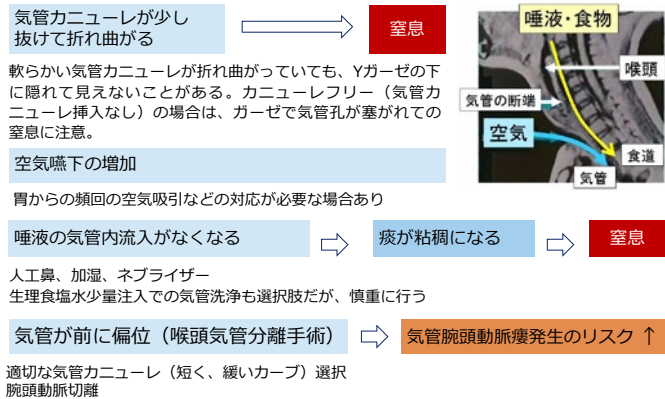 気管カニューレが少し
抜けて折れ曲がる
窒息
軟らかい気管カニューレが折れ曲がっていても、Yガーゼの下
に隠れて見えないことがある。カニューレフリー（気管カ
ニューレ挿入なし）の場合は、ガーゼで気管孔が塞がれての
窒息に注意。
唾液・食物
喉頭
気管の断端
空気
食道
気管
空気嚥下の増加
胃からの頻回の空気吸引などの対応が必要な場合あり
唾液の気管内流入がなくなる
痰が粘稠になる
窒息
人工鼻、加湿、ネブライザー
生理食塩水少量注入での気管洗浄も選択肢だが、慎重に行う
気管が前に偏位（喉頭気管分離手術）
気管腕頭動脈瘻発生のリスク ↑
適切な気管カニューレ（短く、緩いカーブ）選択
腕頭動脈切離